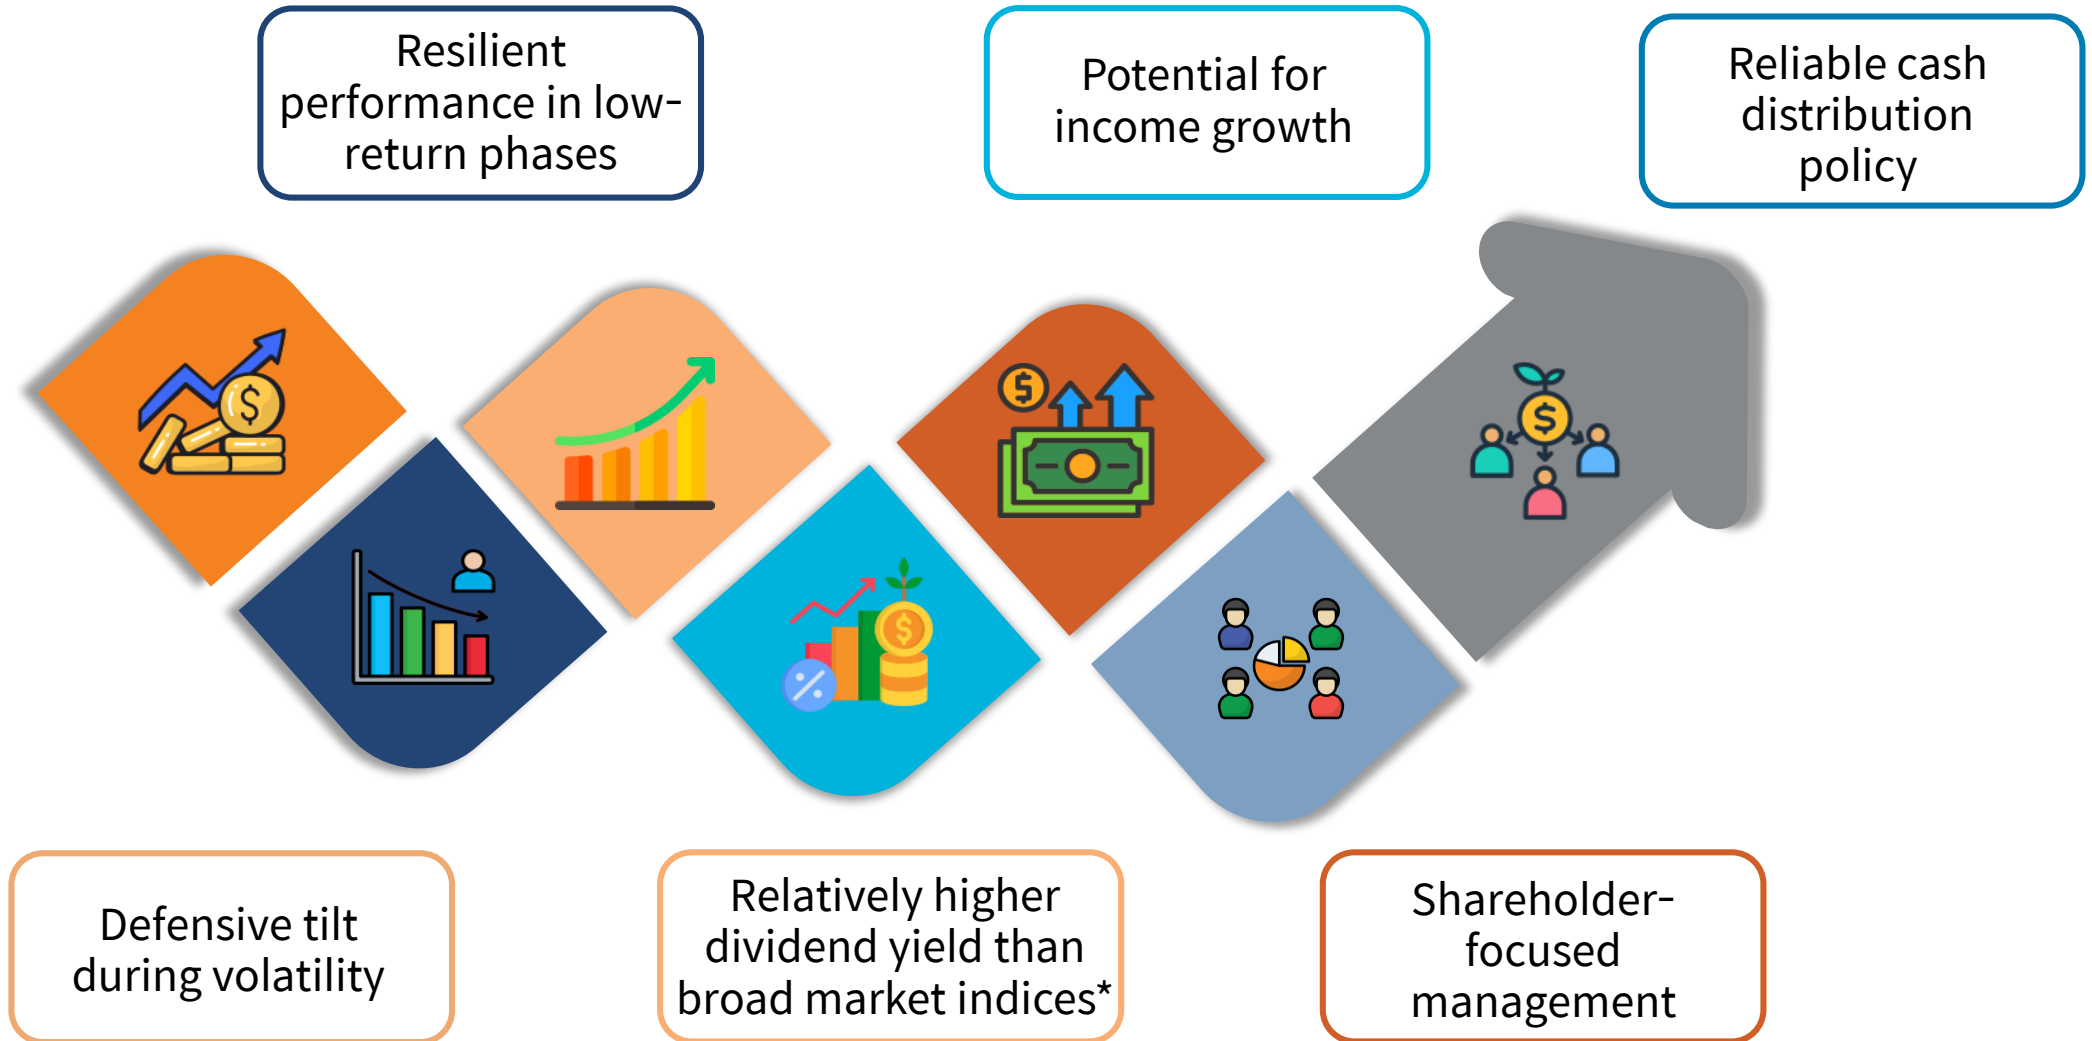 Resilient
performance in low-
return phases
Potential for
income growth
Reliable cash
distribution
policy
Defensive tilt
during volatility
Relatively higher
dividend yield than
broad market indices*
Shareholder-
focused
management